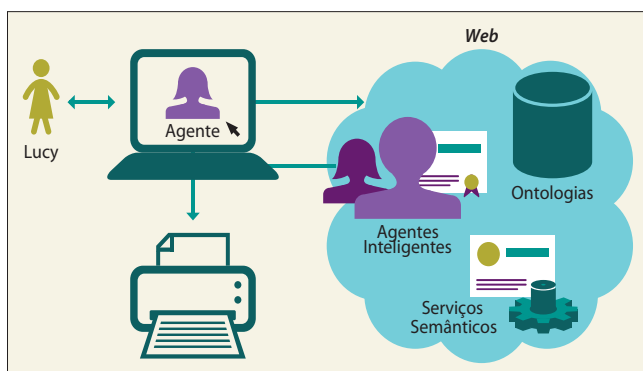 Web
Agente
Lucy
Ontologias
Agentes
Inteligentes
Serviços
Semânticos